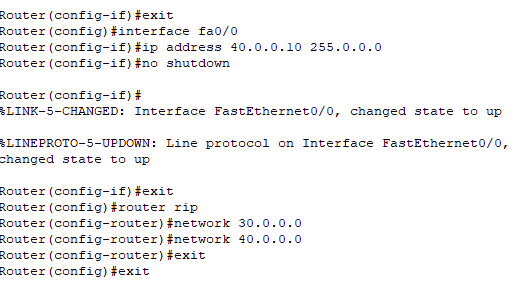 Router(config-if)#exit
Router(config)#interface fa0/0
Router(config-if)#ip address 40.0.0.10 255.0.0.0
Router(config-if)#no shutdown
Router(config-if)#
%LINK-5-CHANGED: Interface FastEthernet0/0, changed state to up
%LINEPROTO-5-UPDOWN: Line protocol on Interface FastEthernet0/0,
changed state to up
Router(config-if)#exit
Router(config)#router rip
Router(config-router)#network 30.0.0.0
Router(config-router)#network 40.0.0.0
Router(config-router)#exit
Router(config)#exit